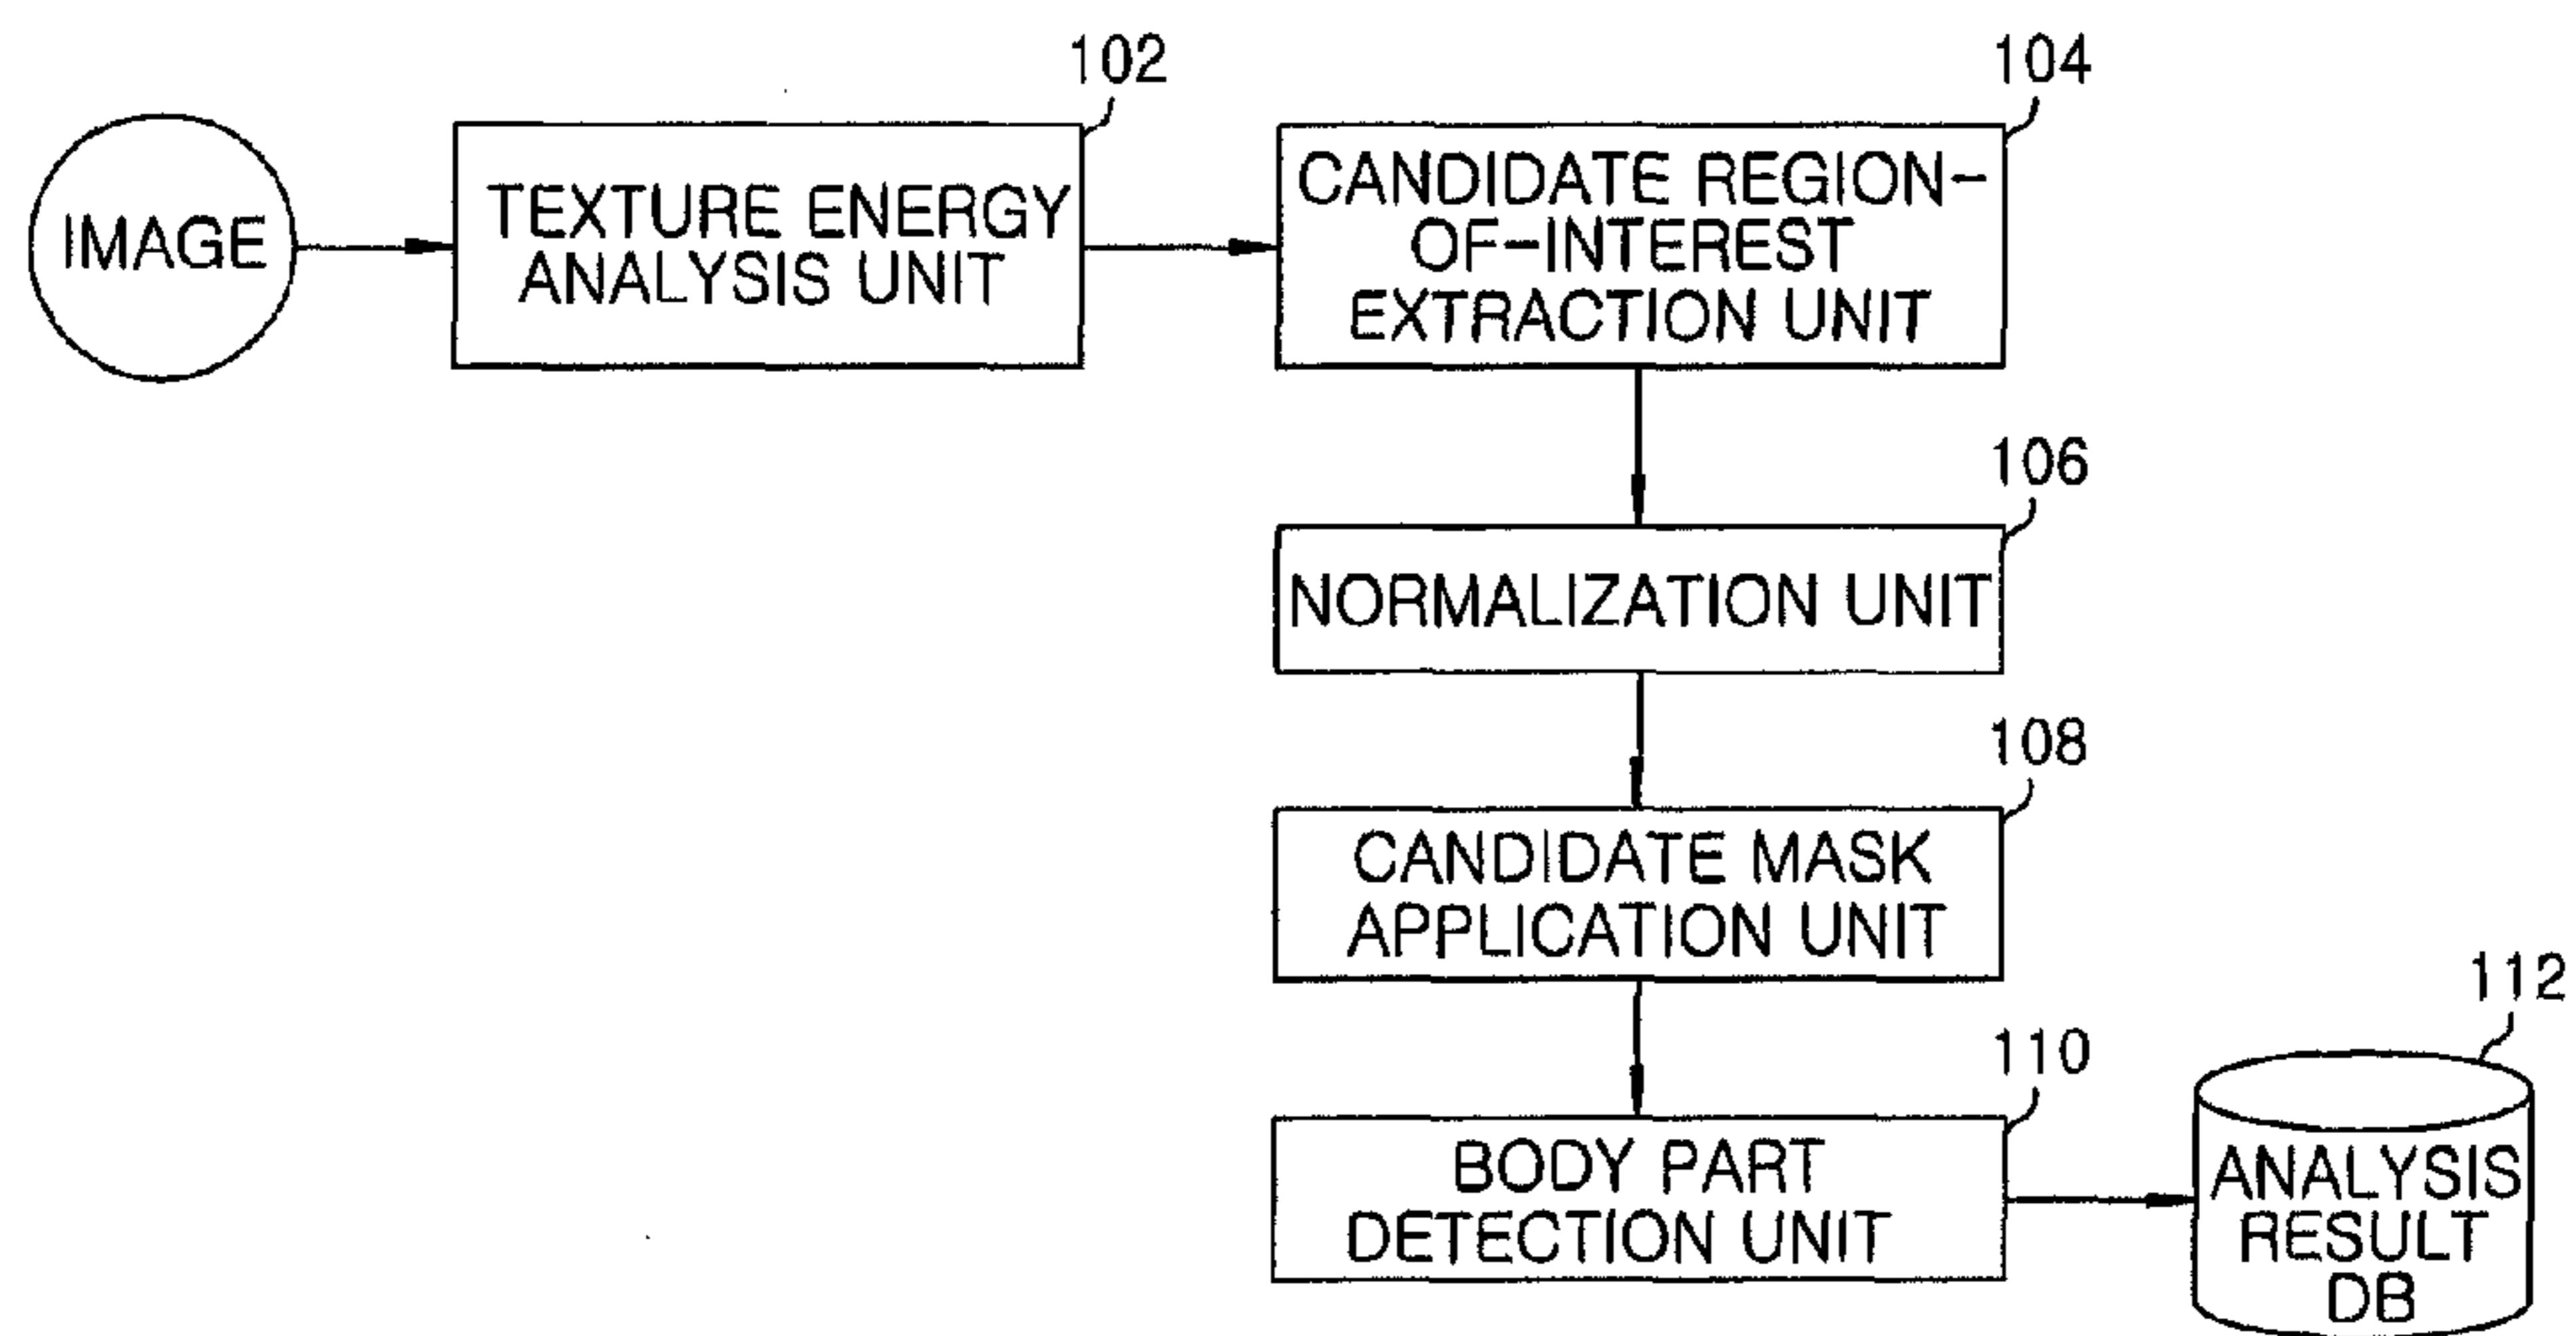 102
104
IMAGE
TEXTURE ENERGY
ANALYSIS UNIT
CANDIDATE REGION-
OF-INTEREST
EXTRACTION UNIT
106
NORMALIZATION UNIT
108
CANDIDATE MASK
APPLICATION UNIT
110
BODY PART
DETECTION UNIT
112
ANALYSIS
RESULT
DB